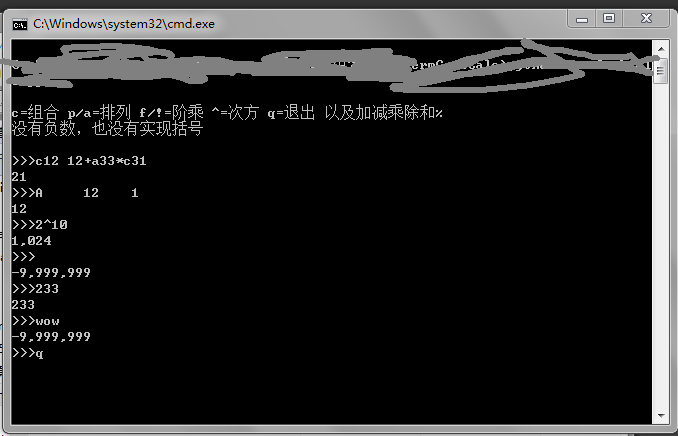 C:\Windows\system32\cmd.exe
c=组合 p/a=排列 f/!=阶乘 ^=次方 q=退出 以及加减乘除和%
没有负数，也没有实现括号
>>>c12 12+a33*c31
21
>>>A     12    1
12
>>>2^10
1,024
>>>
-9,999,999
>>>233
233
>>>wow
-9,999,999
>>>q